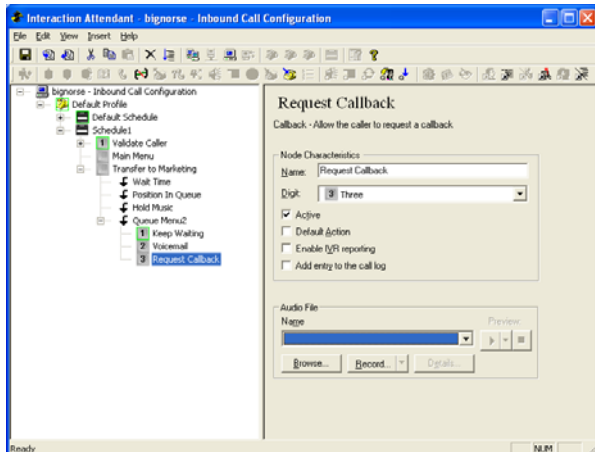 Interaction Attendant - bignorse - Inbound Call Configuration
File Edit View Insert Help
bignorse - Inbound Call Configuration
Default Profile
Default Schedule
Schedule1
1 Validate Caller
Main Menu
Transfer to Marketing
Wait Time
Position In Queue
Hold Music
Queue Menu2
1 Keep Waiting
2 Voicemail
3 Request Callback
Request Callback
Callback - Allow the caller to request a callback
Node Characteristics
Name: Request Callback
Digit: 3 Three
Active
Default Action
Enable IVR reporting
Add entry to the call log
Audio File
Name Preview
Browse... Record... Details...
Ready NUM